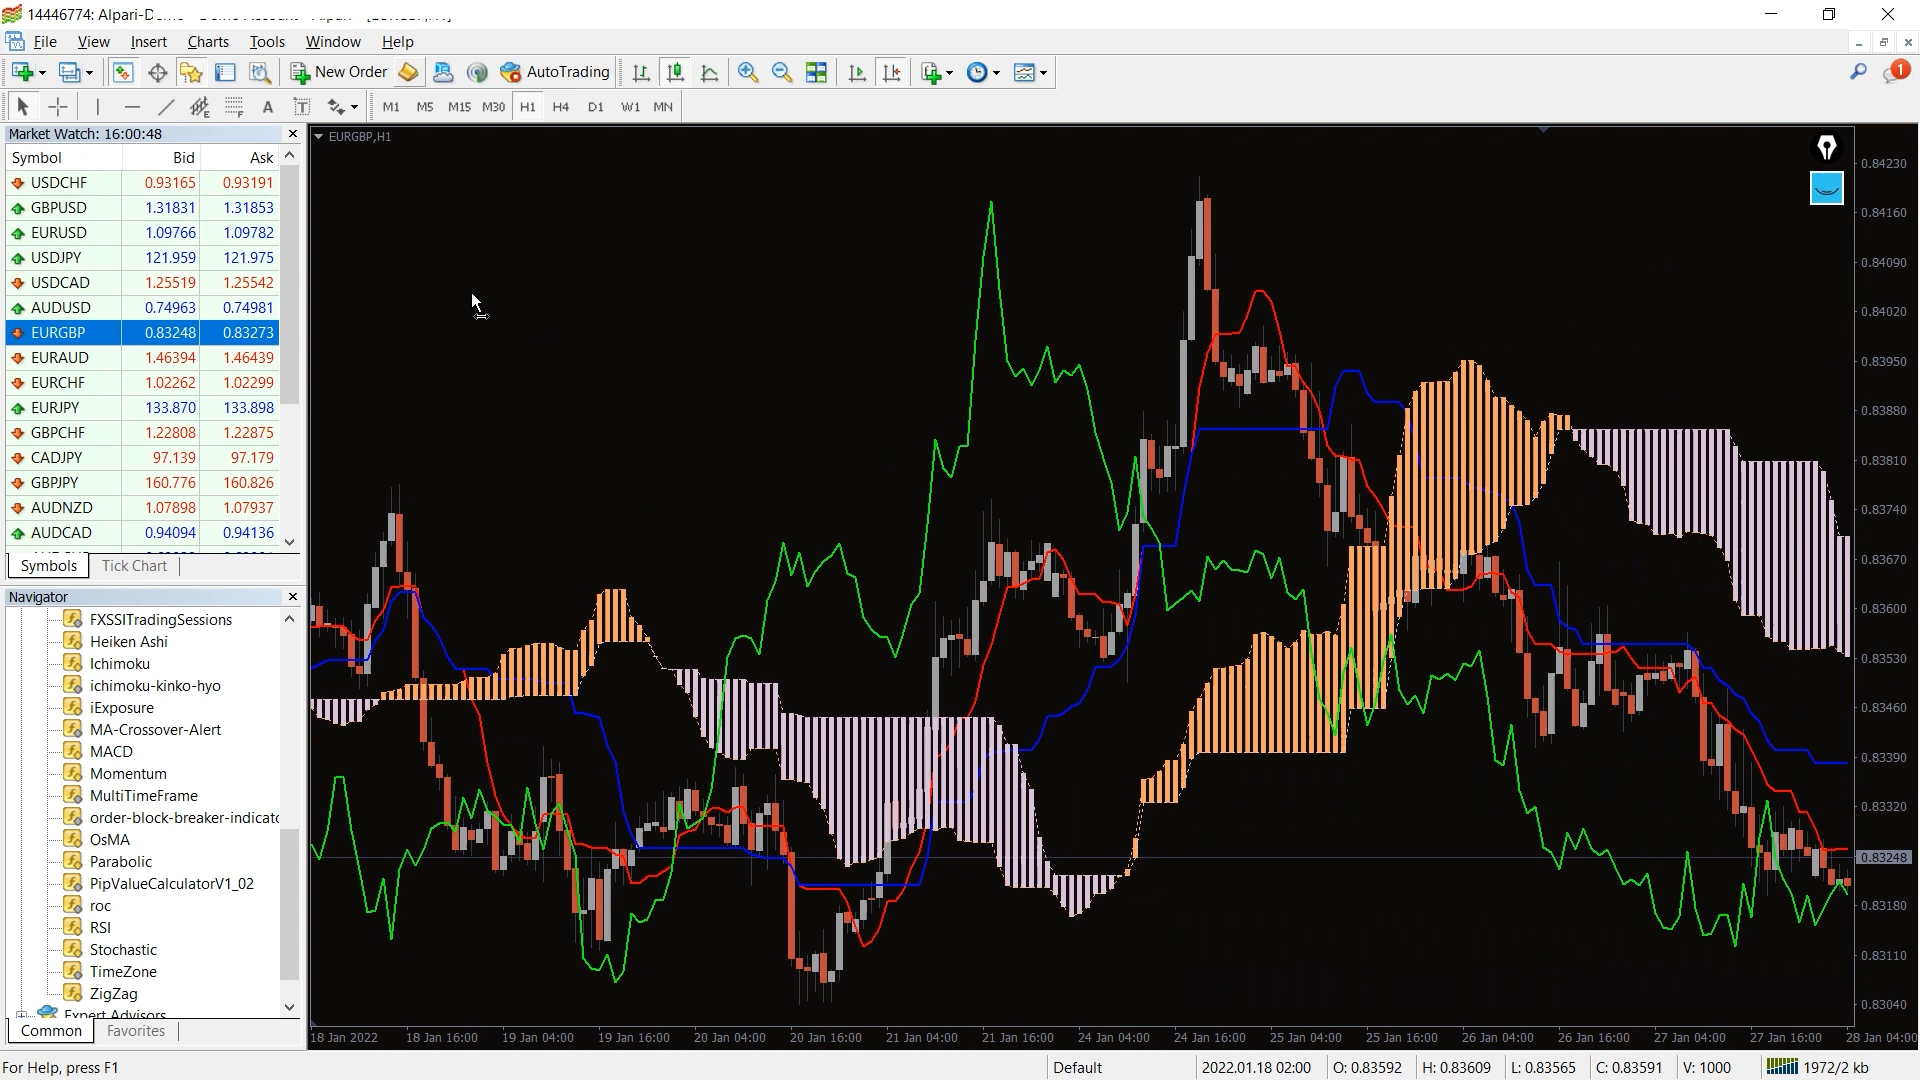 14446774: Alpari-D
File View Insert Charts Tools Window Help
New Order AutoTrading 1
A T M1 M5 M15 M30 H1 H4 D1 W1 MN
Market Watch: 16:00:48
Symbol Bid Ask
USDCHF 0.93165 0.93191
GBPUSD 1.31831 1.31853
EURUSD 1.09766 1.09782
USDJPY 121.959 121.975
USDCAD 1.25519 1.25542
AUDUSD 0.74963 0.74981
EURGBP 0.83248 0.83273
EURAUD 1.46394 1.46439
EURCHF 1.02262 1.02299
EURJPY 133.870 133.898
GBPCHF 1.22808 1.22875
CADJPY 97.139 97.179
GBPJPY 160.776 160.826
AUDNZD 1.07898 1.07937
AUDCAD 0.94094 0.94136
Symbols Tick Chart
Navigator
FXSSITradingSessions
Heiken Ashi
Ichimoku
ichimoku-kinko-hyo
iExposure
MA-Crossover-Alert
MACD
Momentum
MultiTimeFrame
order-block-breaker-indicato
OsMA
Parabolic
PipValueCalculatorV1_02
roc
RSI
Stochastic
TimeZone
ZigZag
Expert Advisors
Common Favorites
EURGBP,H1
0.84230
0.84160
0.84090
0.84020
0.83950
0.83880
0.83810
0.83740
0.83670
0.83600
0.83530
0.83460
0.83390
0.83320
0.83248
0.83180
0.83110
0.83040
18 Jan 2022 18 Jan 16:00 19 Jan 04:00 19 Jan 16:00 20 Jan 04:00 20 Jan 16:00 21 Jan 04:00 21 Jan 16:00 24 Jan 04:00 24 Jan 16:00 25 Jan 04:00 25 Jan 16:00 26 Jan 04:00 26 Jan 16:00 27 Jan 04:00 27 Jan 16:00 28 Jan 04:00
For Help, press F1 Default 2022.01.18 02:00 O: 0.83592 H: 0.83609 L: 0.83565 C: 0.83591 V: 1000 1972/2 kb